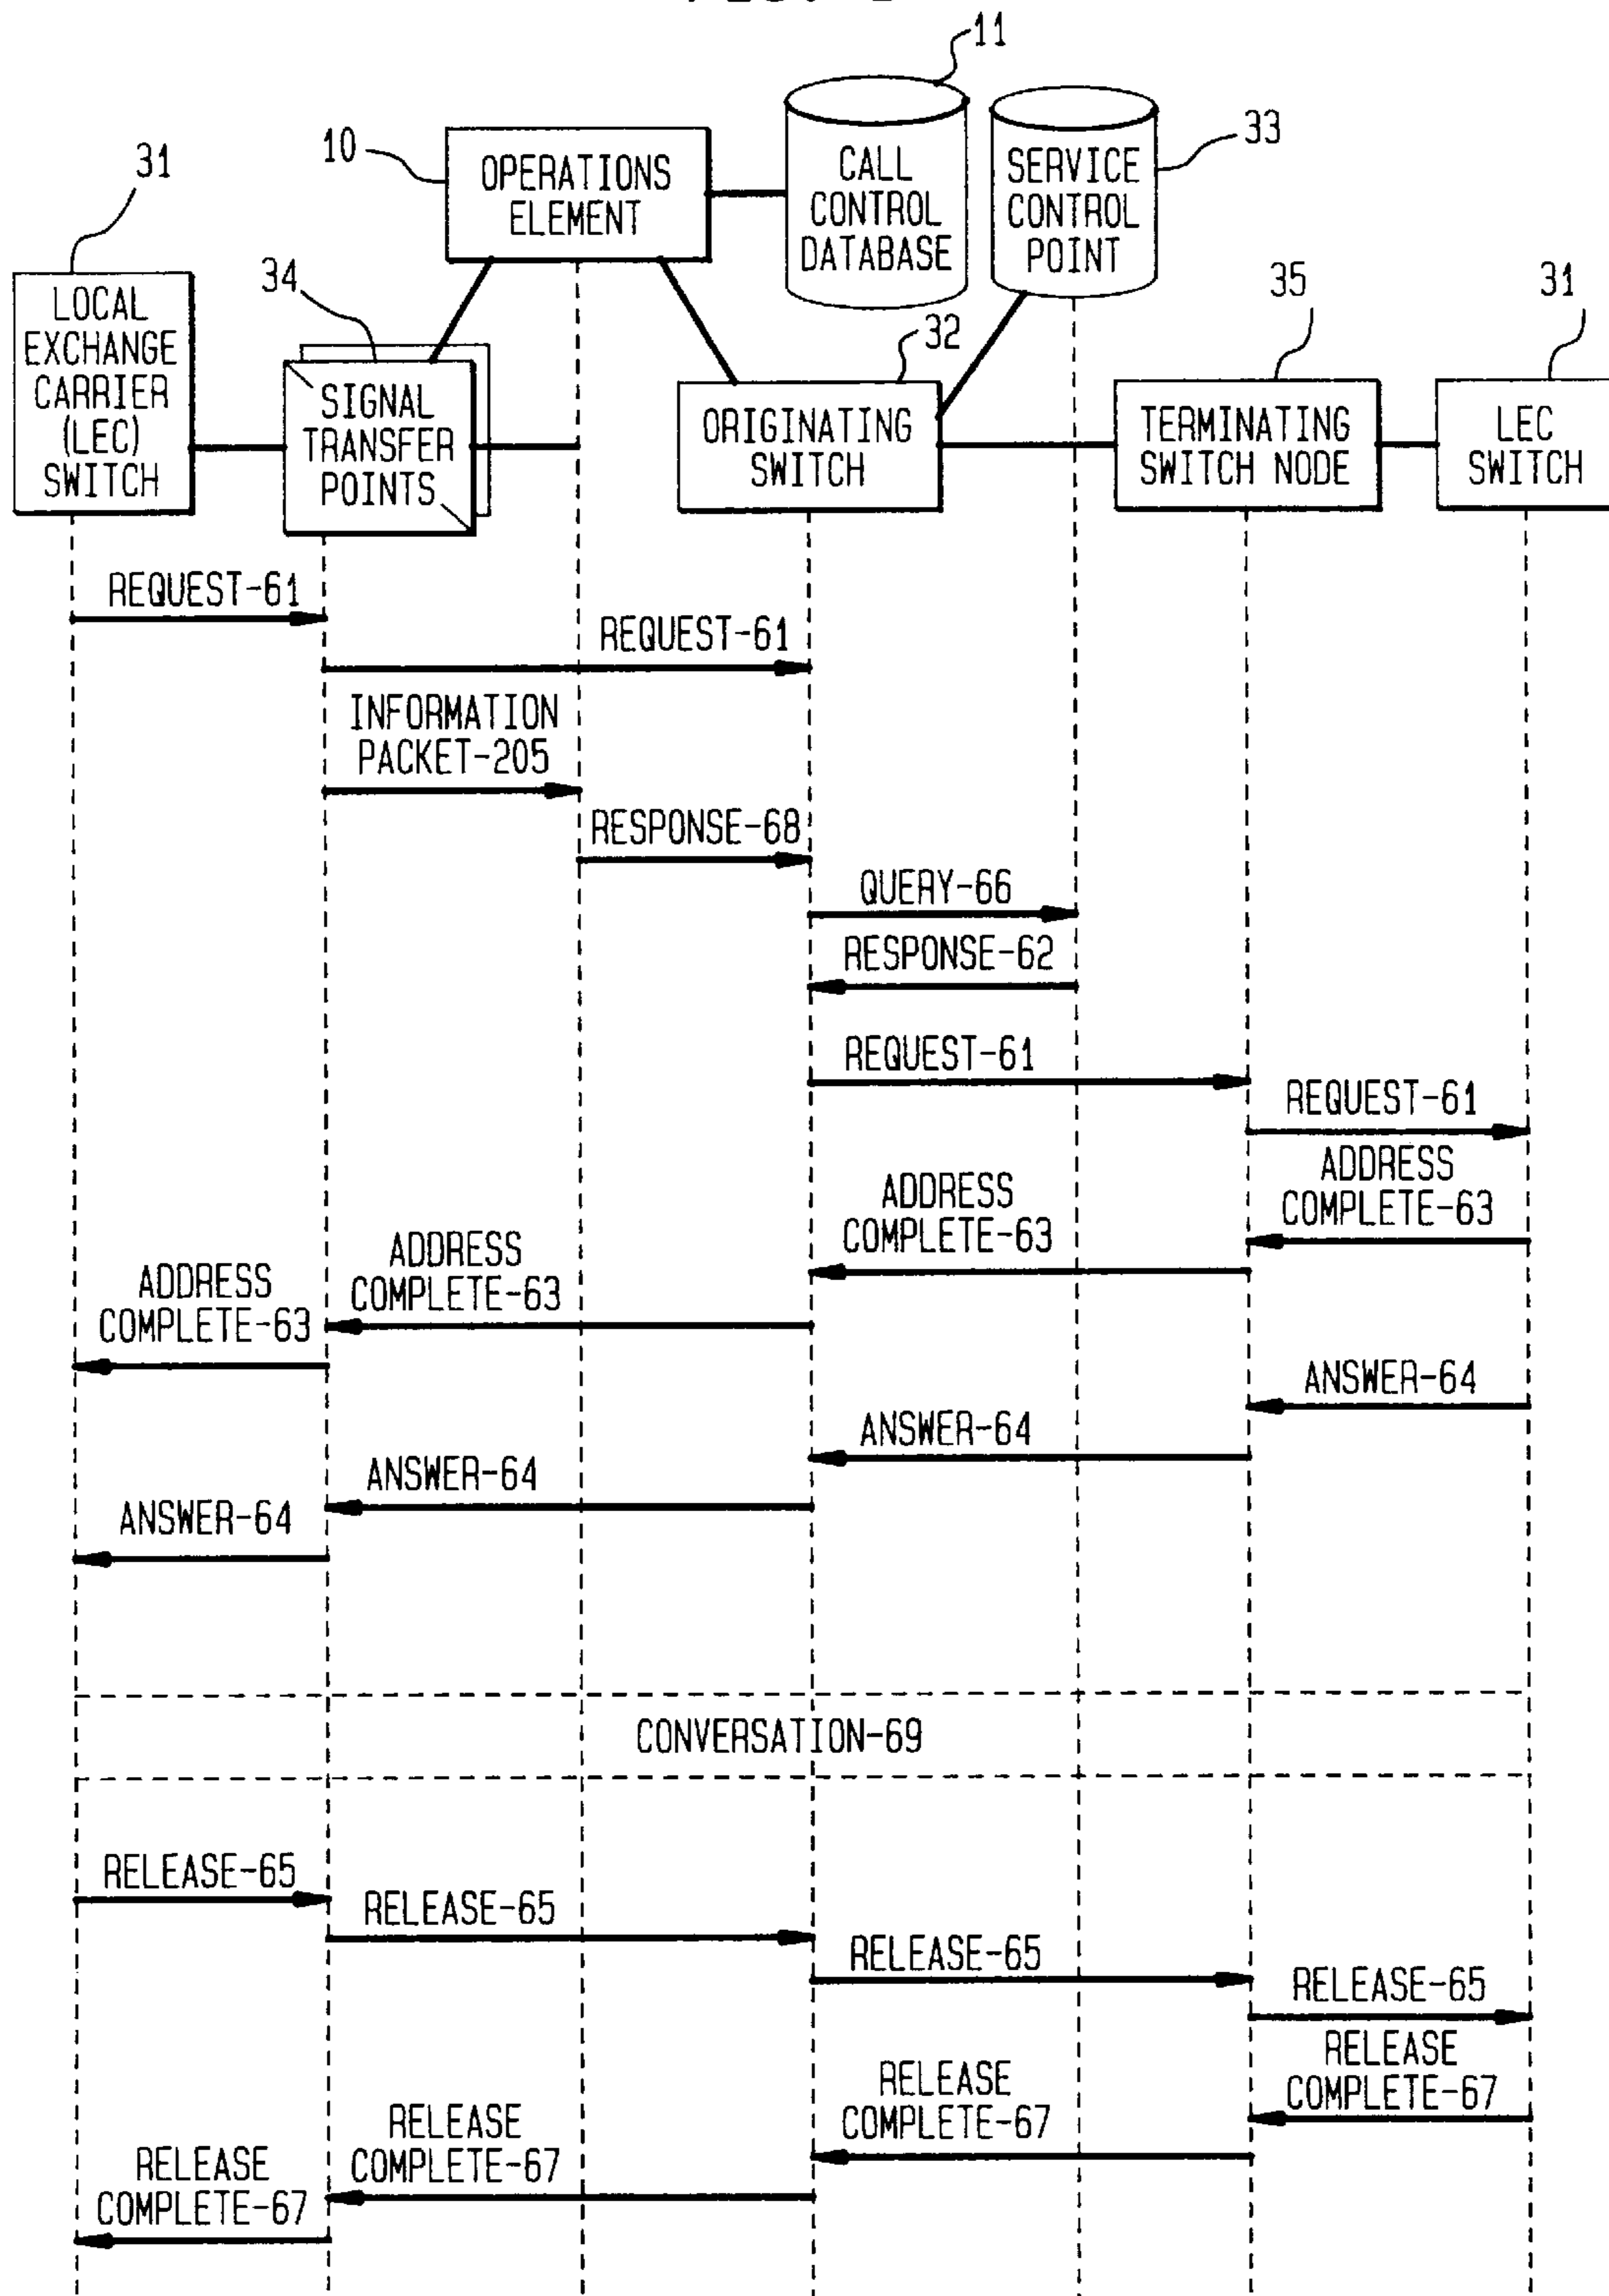 11
10
OPERATIONS
ELEMENT
CALL
CONTROL
DATABASE
SERVICE
CONTROL
POINT
33
31
LOCAL
EXCHANGE
CARRIER
(LEC)
SWITCH
34
SIGNAL
TRANSFER
POINTS
32
ORIGINATING
SWITCH
35
TERMINATING
SWITCH NODE
31
LEC
SWITCH
REQUEST-61
REQUEST-61
INFORMATION
PACKET-205
RESPONSE-68
QUERY-66
RESPONSE-62
REQUEST-61
REQUEST-61
ADDRESS
COMPLETE-63
ADDRESS
COMPLETE-63
ADDRESS
COMPLETE-63
ADDRESS
COMPLETE-63
ANSWER-64
ANSWER-64
ANSWER-64
ANSWER-64
CONVERSATION-69
RELEASE-65
RELEASE-65
RELEASE-65
RELEASE-65
RELEASE
COMPLETE-67
RELEASE
COMPLETE-67
RELEASE
COMPLETE-67
RELEASE
COMPLETE-67